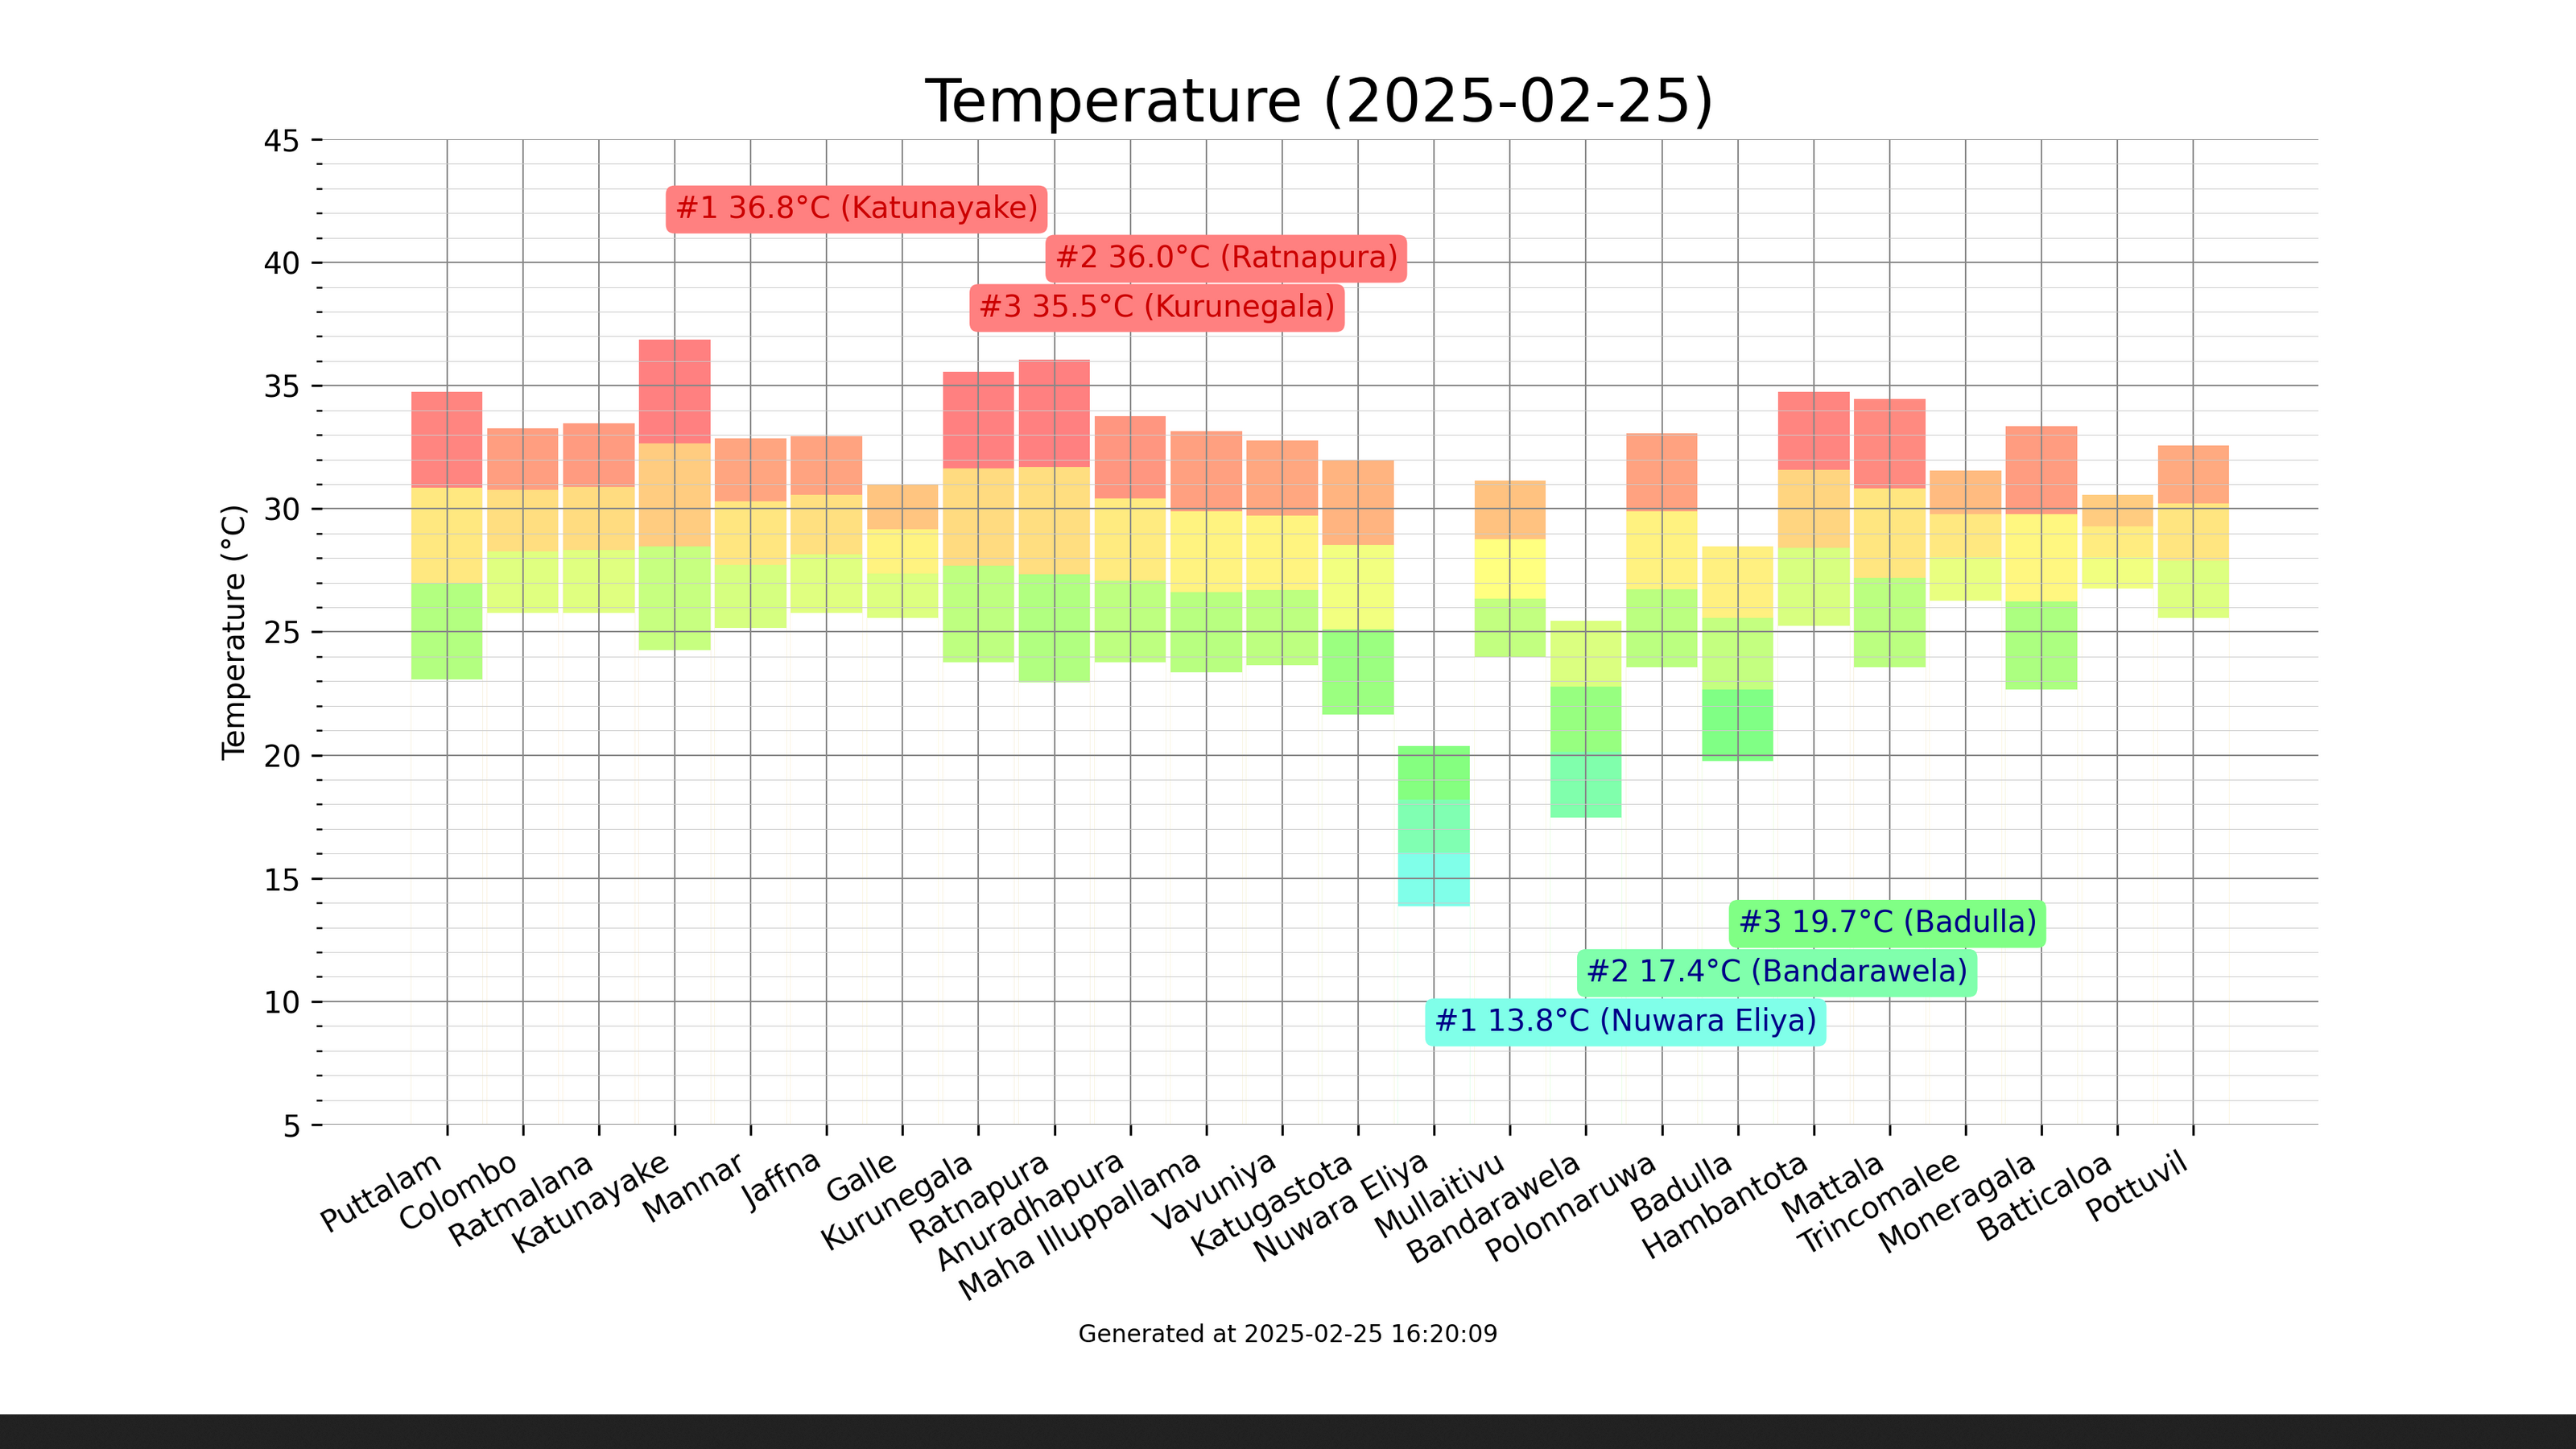 Temperature (2025-02-25)
45
40
35
30
25
20
15
10
5
Temperature (°C)
#1 36.8°C (Katunayake)
#2 36.0°C (Ratnapura)
#3 35.5°C (Kurunegala)
#3 19.7°C (Badulla)
#2 17.4°C (Bandarawela)
#1 13.8°C (Nuwara Eliya)
Puttalam
Colombo
Ratmalana
Katunayake
Mannar
Jaffna
Galle
Kurunegala
Ratnapura
Anuradhapura
Maha Illuppallama
Vavuniya
Katugastota
Nuwara Eliya
Mullaitivu
Bandarawela
Polonnaruwa
Badulla
Hambantota
Mattala
Trincomalee
Moneragala
Batticaloa
Pottuvil
Generated at 2025-02-25 16:20:09